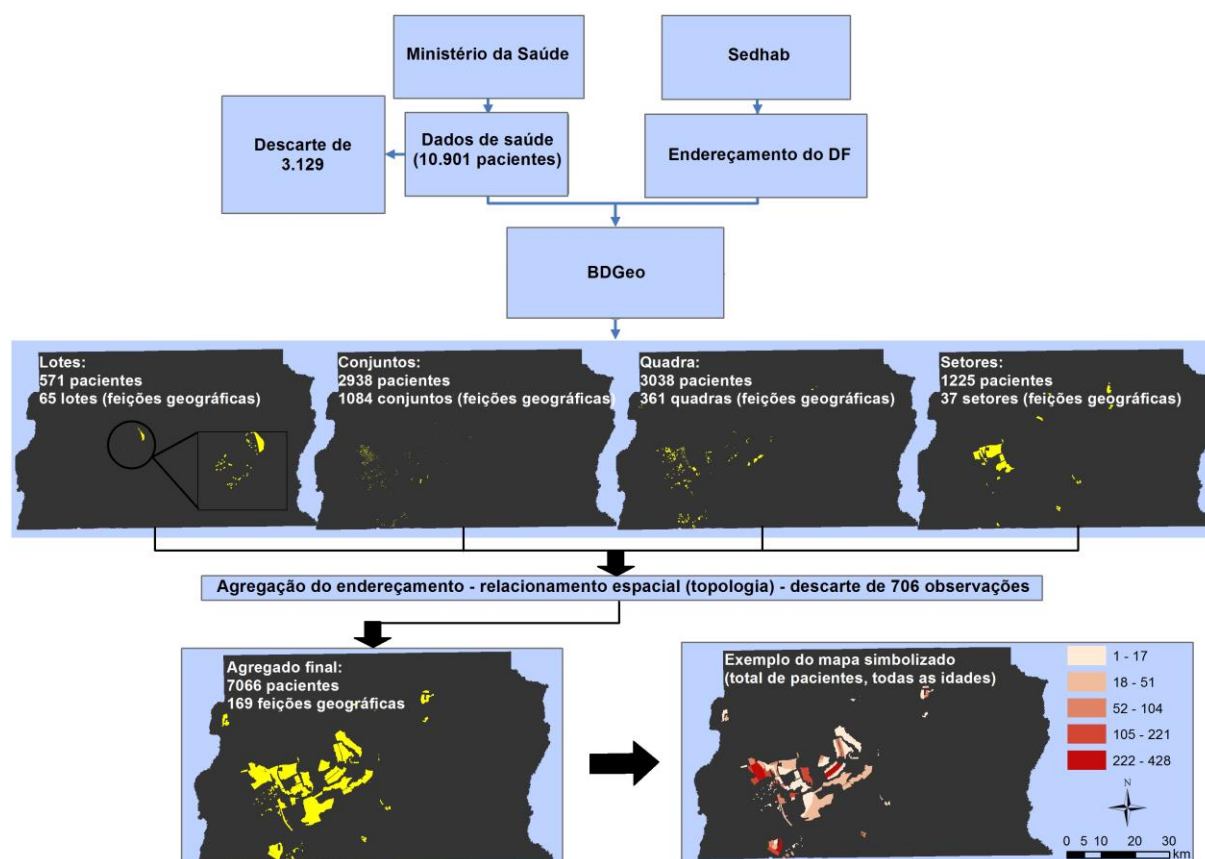 Ministério da Saúde
Sedhab
Descarte de
3.129
Dados de saúde
(10.901 pacientes)
Endereçamento do DF
BDGeo
Lotes:
571 pacientes
65 lotes (feições geográficas)
Conjuntos:
2938 pacientes
1084 conjuntos (feições geográficas)
Quadra:
3038 pacientes
361 quadras (feições geográficas)
Setores:
1225 pacientes
37 setores (feições geográficas)
Agregação do endereçamento - relacionamento espacial (topologia) - descarte de 706 observações
Agregado final:
7066 pacientes
169 feições geográficas
Exemplo do mapa simbolizado
(total de pacientes, todas as idades)
1 - 17
18 - 51
52 - 104
105 - 221
222 - 428
N
0 5 10 20 30
km